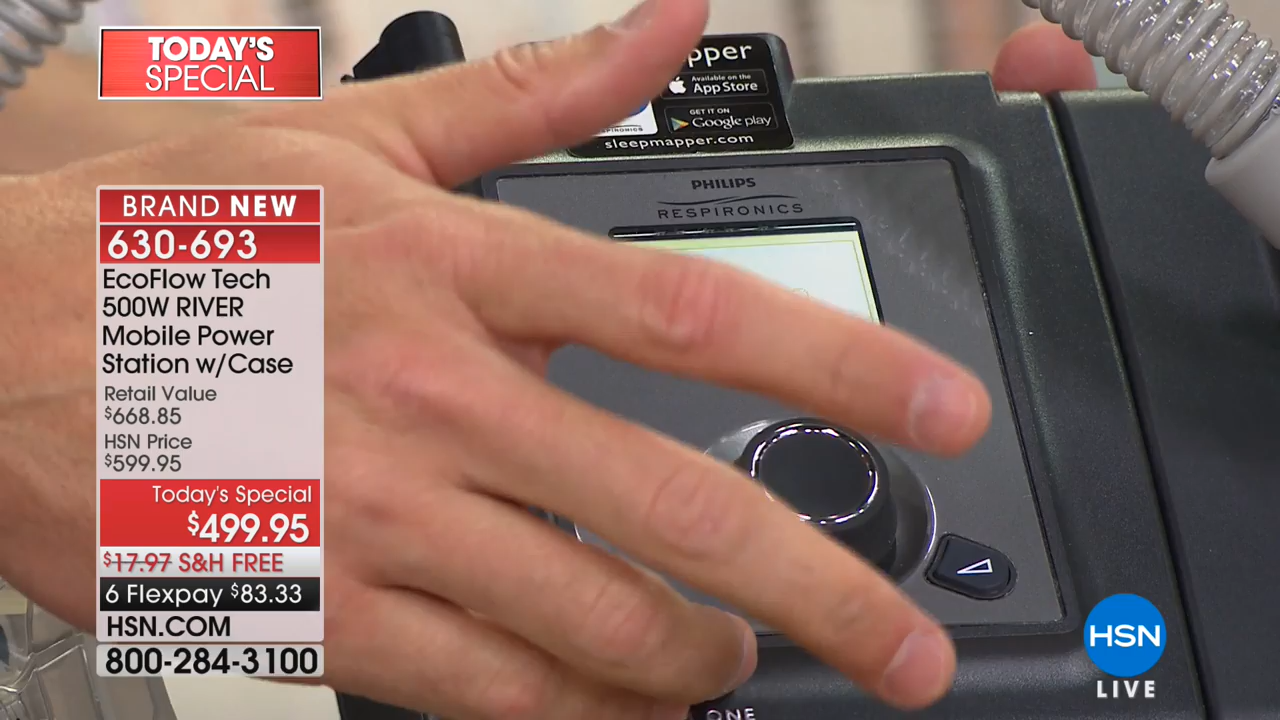 TODAY'S
SPECIAL
BRAND NEW
630-693
EcoFlow Tech
500W RIVER
Mobile Power
Station w/Case
Retail Value
$668.85
HSN Price
$599.95
Today's Special
$499.95
$17.97 S&H FREE
6 Flexpay $83.33
HSN.COM
800-284-3100
Available on the
App Store
GET IT ON
Google play
sleepmapper.com
PHILIPS
RESPIRONICS
ONE
HSN
LIVE